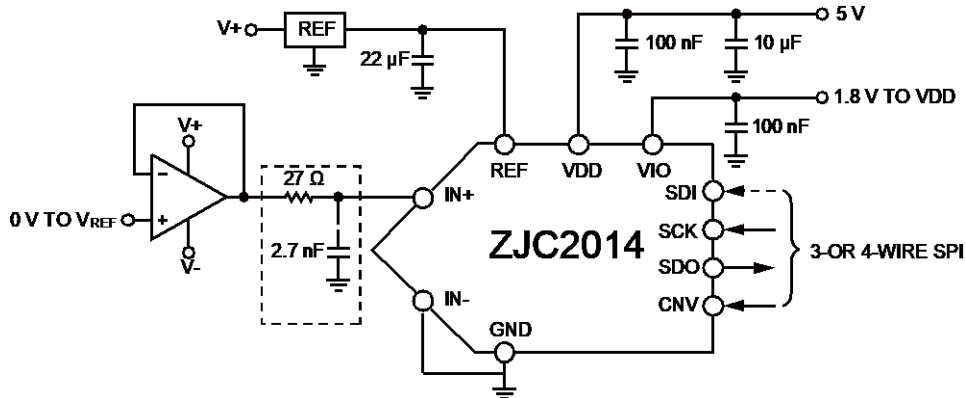 V+
REF
22 µF
100 nF
10 µF
5 V
1.8 V TO VDD
100 nF
REF
VDD
VIO
V+
27 Ω
IN+
SDI
−
+
0 V TO VREF
V-
2.7 nF
ZJC2014
SCK
SDO
CNV
3-OR 4-WIRE SPI
IN-
GND